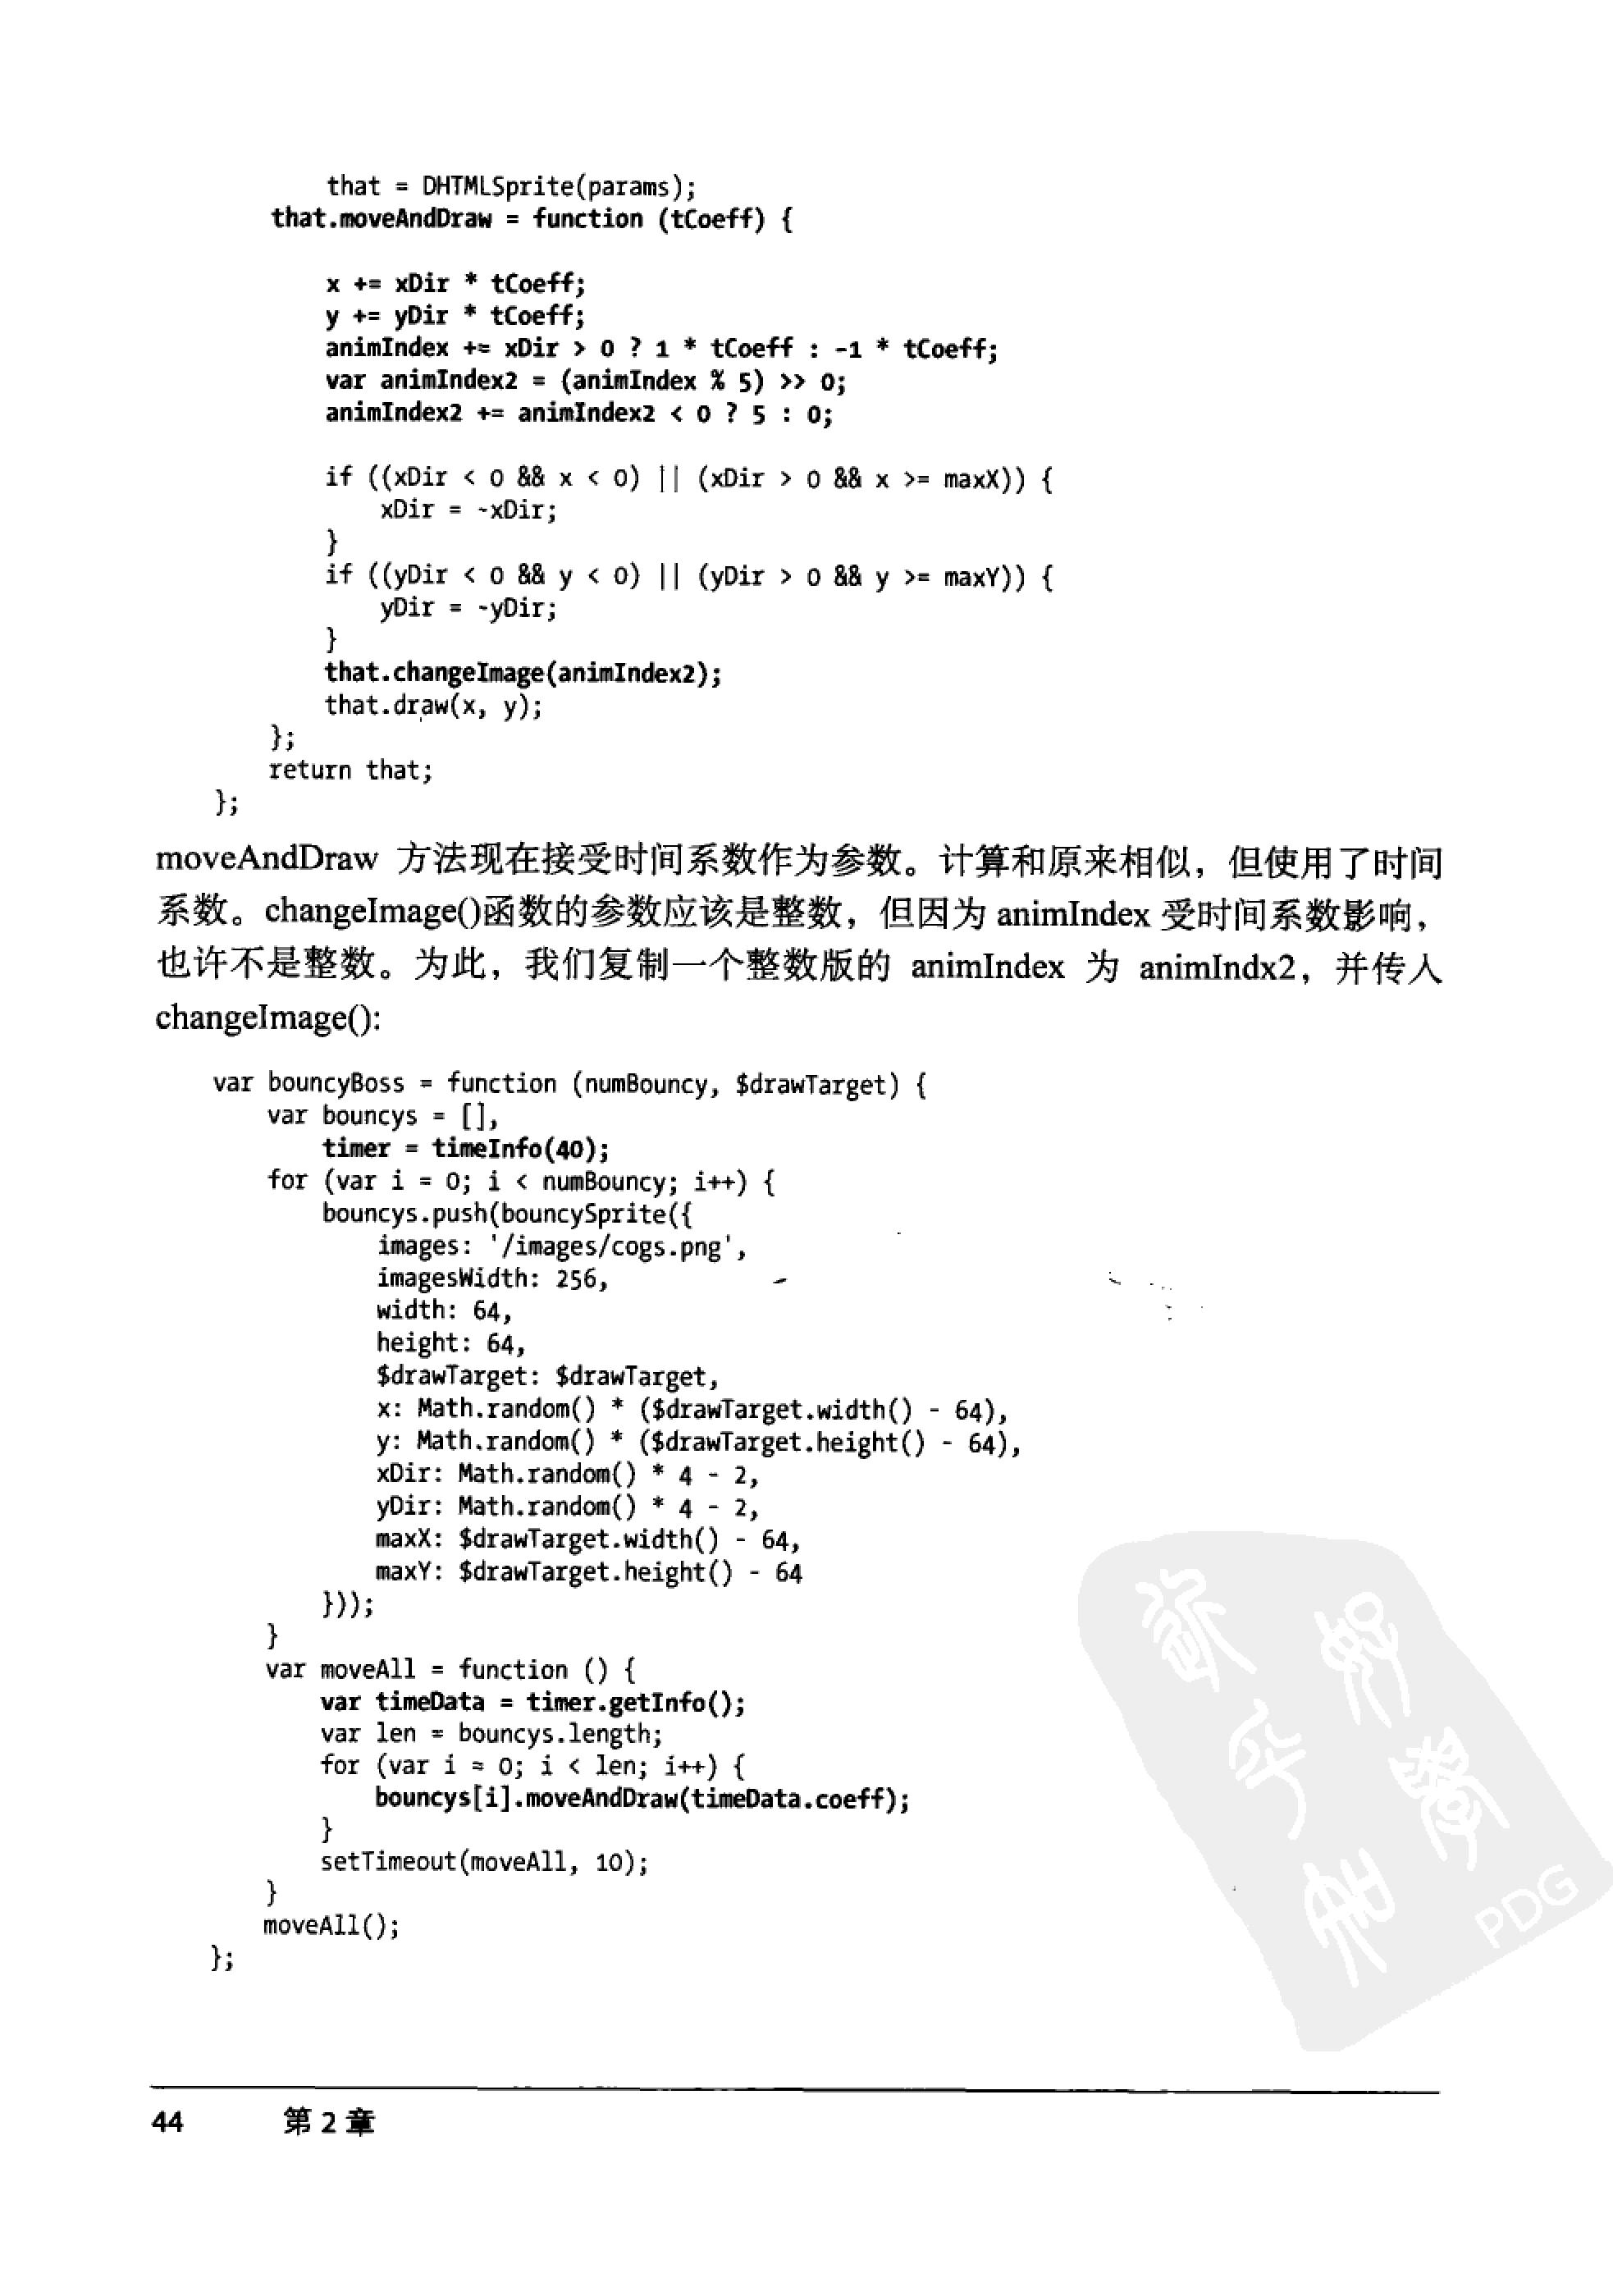 that = DHTMLSprite(params);
that.moveAndDraw = function (tCoeff) {
x += xDir * tCoeff;
y += yDir * tCoeff;
animIndex += xDir > 0 ? 1 * tCoeff : -1 * tCoeff;
var animIndex2 = (animIndex % 5) >> 0;
animIndex2 += animIndex2 < 0 ? 5 : 0;
if ((xDir < 0 && x < 0) || (xDir > 0 && x >= maxX)) {
xDir = -xDir;
}
if ((yDir < 0 && y < 0) || (yDir > 0 && y >= maxY)) {
yDir = -yDir;
}
that.changeImage(animIndex2);
that.draw(x, y);
};
return that;
};
moveAndDraw 方法现在接受时间系数作为参数。计算和原来相似，但使用了时间
系数。changeImage()函数的参数应该是整数，但因为 animIndex 受时间系数影响，
也许不是整数。为此，我们复制一个整数版的 animIndex 为 animIndx2，并传入
changeImage():
var bouncyBoss = function (numBouncy, $drawTarget) {
var bouncys = [],
timer = timeInfo(40);
for (var i = 0; i < numBouncy; i++) {
bouncys.push(bouncySprite({
images: '/images/cogs.png',
imagesWidth: 256,
width: 64,
height: 64,
$drawTarget: $drawTarget,
x: Math.random() * ($drawTarget.width() - 64),
y: Math.random() * ($drawTarget.height() - 64),
xDir: Math.random() * 4 - 2,
yDir: Math.random() * 4 - 2,
maxX: $drawTarget.width() - 64,
maxY: $drawTarget.height() - 64
}));
}
var moveAll = function () {
var timeData = timer.getInfo();
var len = bouncys.length;
for (var i = 0; i < len; i++) {
bouncys[i].moveAndDraw(timeData.coeff);
}
setTimeout(moveAll, 10);
}
moveAll();
};
PDG
44 第 2 章